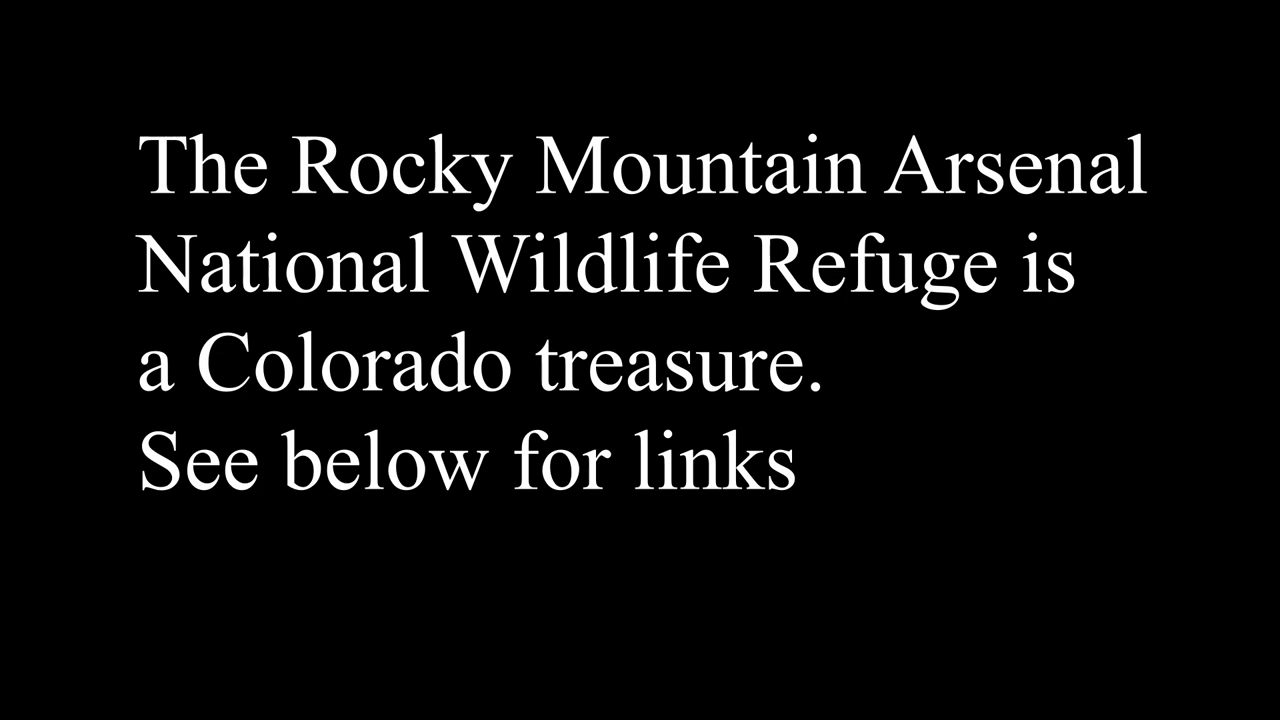 The Rocky Mountain Arsenal
National Wildlife Refuge is
a Colorado treasure.
See below for links